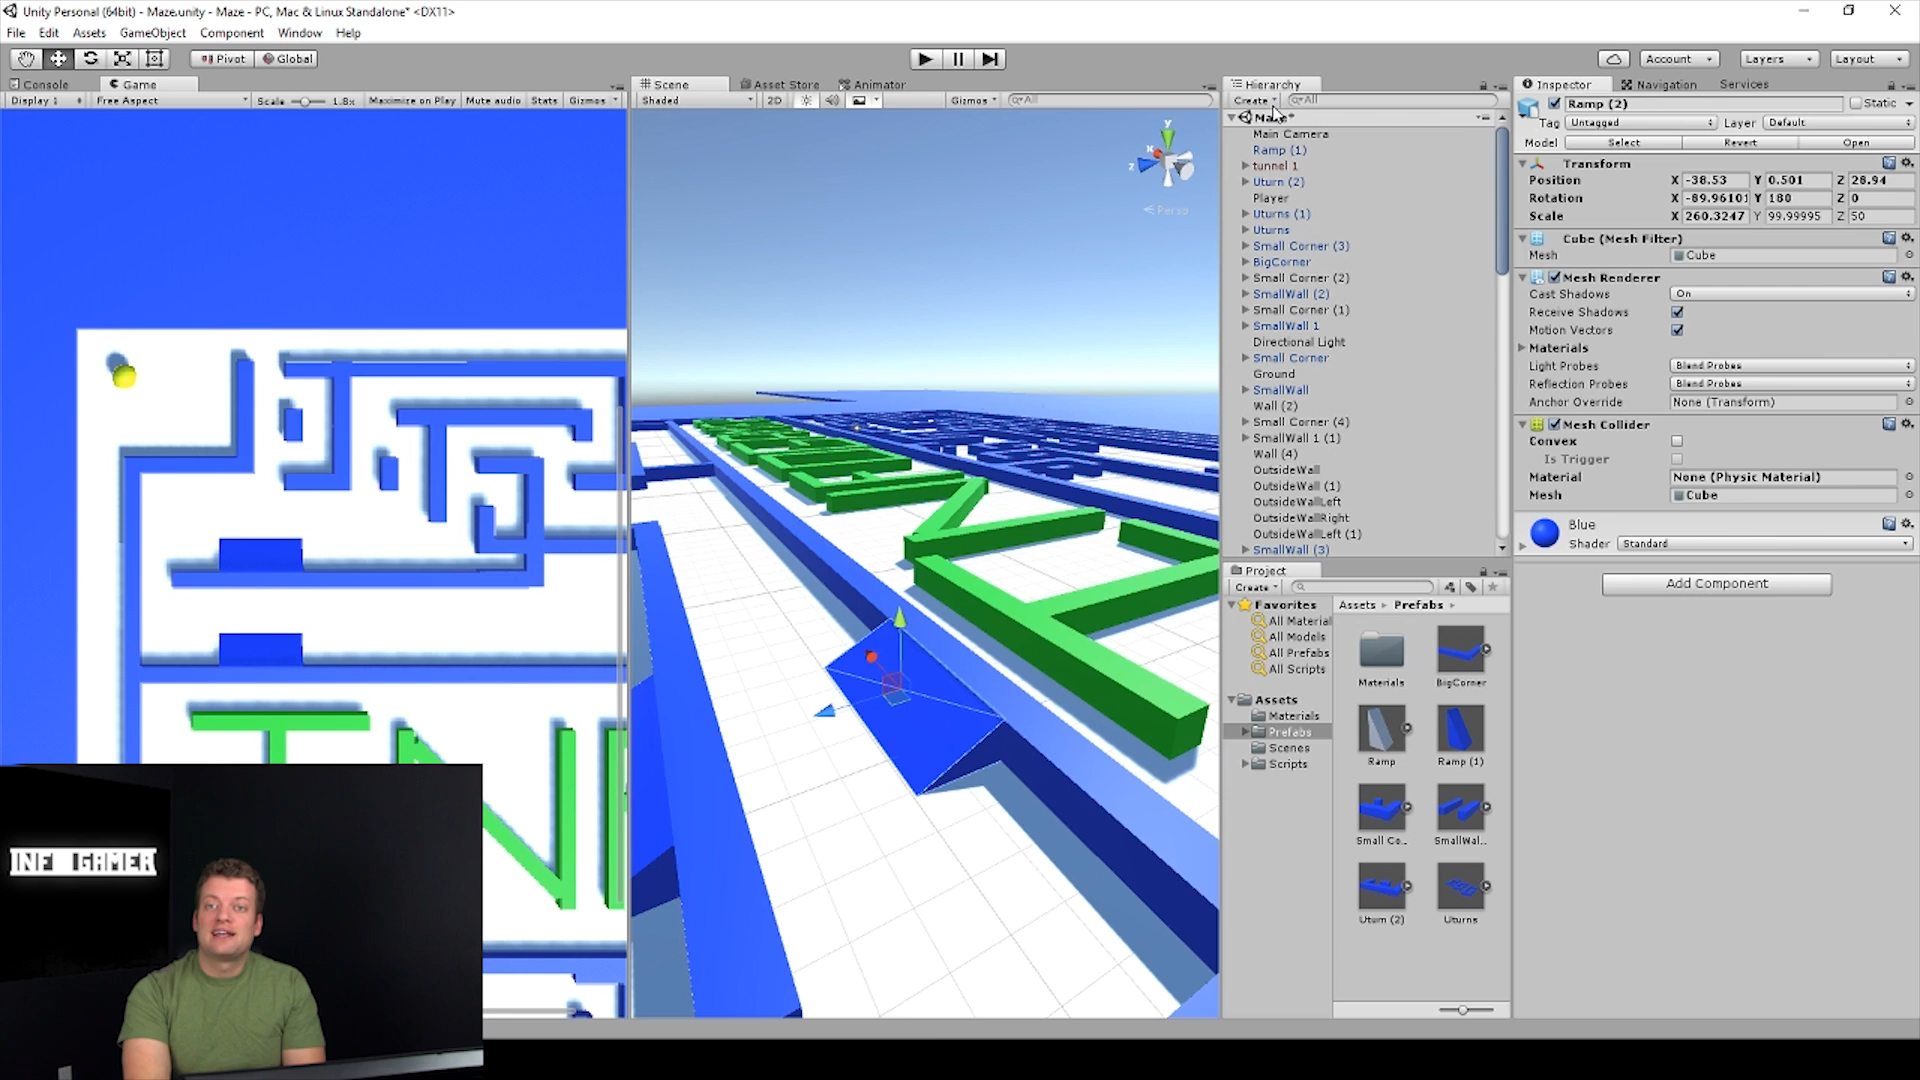 Unity Personal (64bit) - Maze.unity - Maze - PC, Mac & Linux Standalone* <DX11>
File Edit Assets GameObject Component Window Help
Pivot Global
Account Layers Layout
Console Game
Display 1 Free Aspect Scale 1.8x Maximize on Play Mute audio Stats Gizmos
Scene Asset Store Animator
Shaded 2D Gizmos All
y
x
z
Persp
Hierarchy
Create All
Main Camera
Ramp (1)
tunnel 1
Uturn (2)
Player
Uturns (1)
Uturns
Small Corner (3)
BigCorner
Small Corner (2)
SmallWall (2)
Small Corner (1)
SmallWall 1
Directional Light
Small Corner
Ground
SmallWall
Wall (2)
Small Corner (4)
SmallWall 1 (1)
Wall (4)
OutsideWall
OutsideWall (1)
OutsideWallLeft
OutsideWallRight
OutsideWallLeft (1)
SmallWall (3)
Project
Create
Favorites
All Material
All Models
All Prefabs
All Scripts
Assets
Materials
Prefabs
Scenes
Scripts
Assets Prefabs
Materials BigCorner
Ramp Ramp (1)
Small Co.. SmallWal..
Uturn (2) Uturns
Inspector Navigation Services
Ramp (2) Static
Tag Untagged Layer Default
Model Select Revert Open
Transform
Position X -38.53 Y 0.501 Z 28.94
Rotation X -89.96101 Y 180 Z 0
Scale X 260.3247 Y 99.99995 Z 50
Cube (Mesh Filter)
Mesh Cube
Mesh Renderer
Cast Shadows On
Receive Shadows
Motion Vectors
Materials
Light Probes Blend Probes
Reflection Probes Blend Probes
Anchor Override None (Transform)
Mesh Collider
Convex
Is Trigger
Material None (Physic Material)
Mesh Cube
Blue
Shader Standard
Add Component